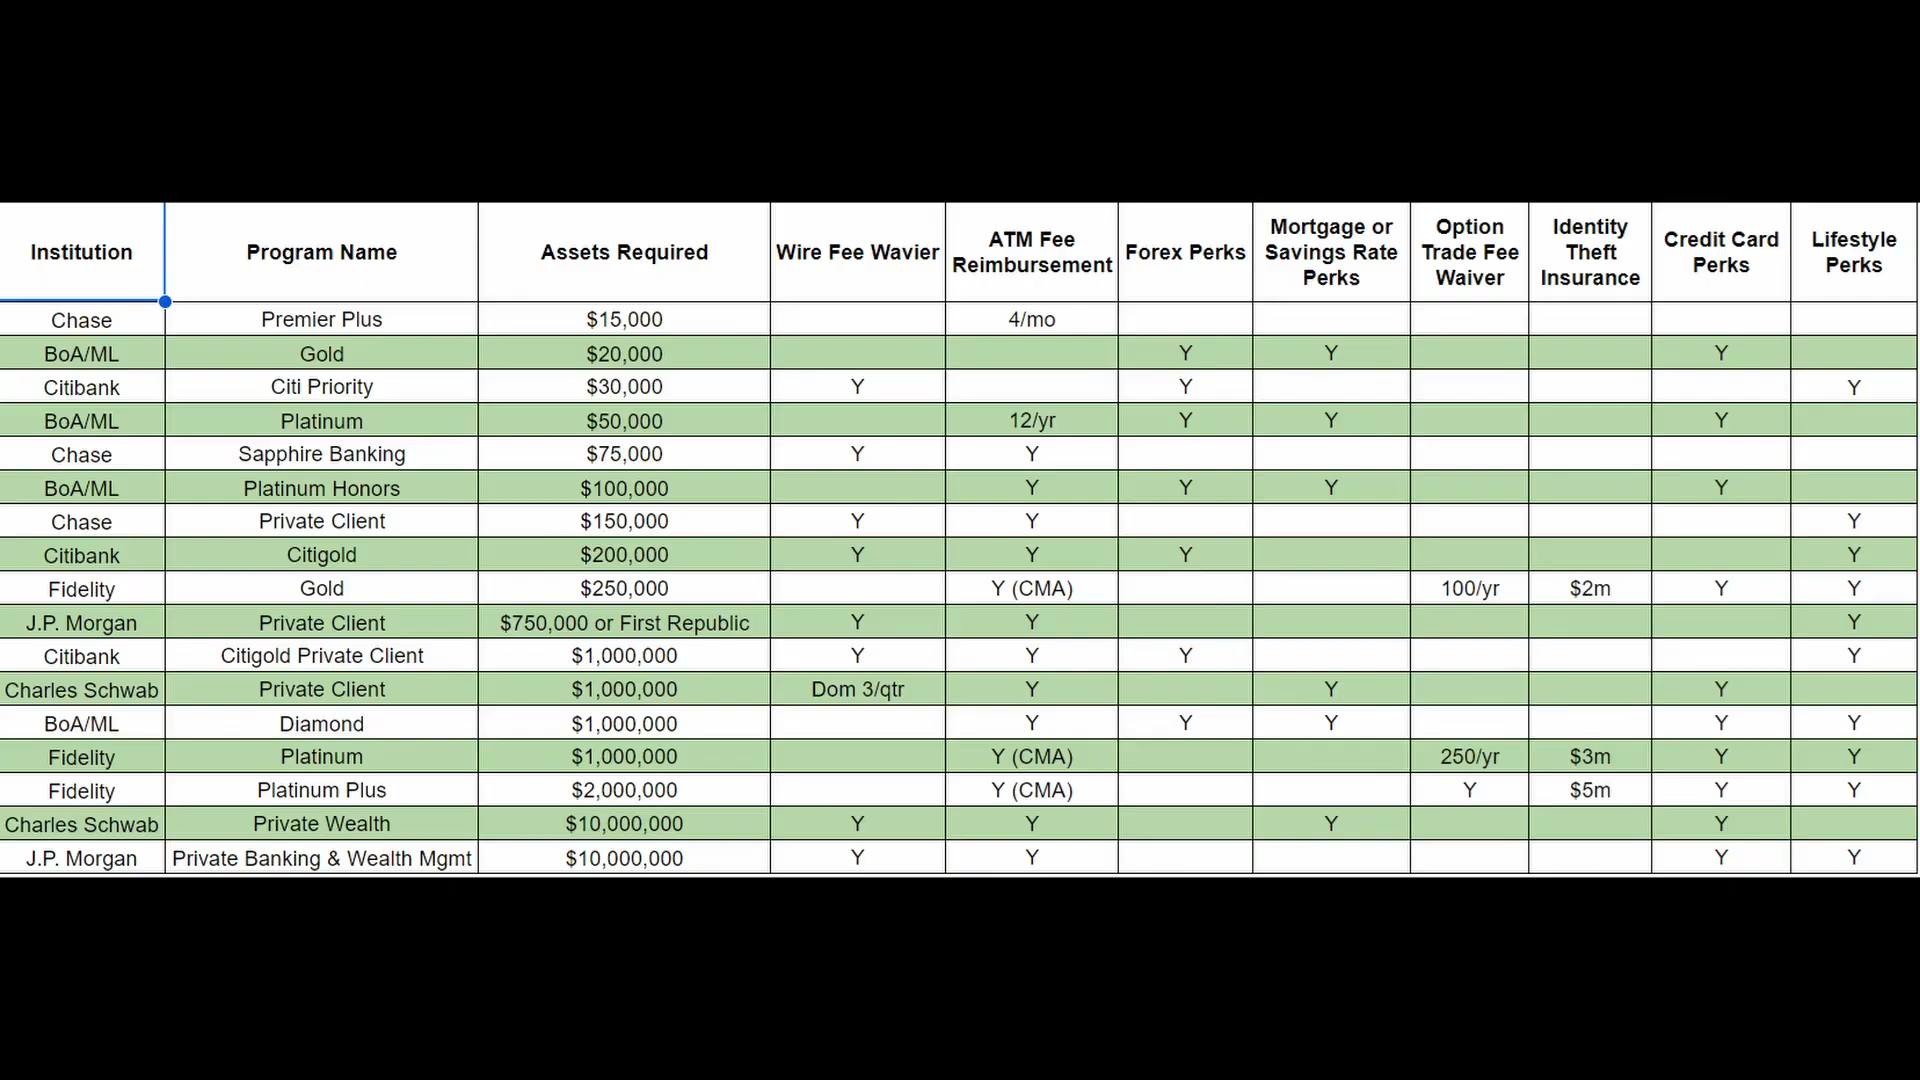 Institution Program Name Assets Required Wire Fee Wavier ATM Fee Reimbursement Forex Perks Mortgage or Savings Rate Perks Option Trade Fee Waiver Identity Theft Insurance Credit Card Perks Lifestyle Perks
Chase Premier Plus $15,000 4/mo
BoA/ML Gold $20,000 Y Y Y
Citibank Citi Priority $30,000 Y Y Y
BoA/ML Platinum $50,000 12/yr Y Y Y
Chase Sapphire Banking $75,000 Y Y
BoA/ML Platinum Honors $100,000 Y Y Y Y
Chase Private Client $150,000 Y Y Y
Citibank Citigold $200,000 Y Y Y Y
Fidelity Gold $250,000 Y (CMA) 100/yr $2m Y Y
J.P. Morgan Private Client $750,000 or First Republic Y Y Y
Citibank Citigold Private Client $1,000,000 Y Y Y Y
Charles Schwab Private Client $1,000,000 Dom 3/qtr Y Y Y
BoA/ML Diamond $1,000,000 Y Y Y Y Y
Fidelity Platinum $1,000,000 Y (CMA) 250/yr $3m Y Y
Fidelity Platinum Plus $2,000,000 Y (CMA) Y $5m Y Y
Charles Schwab Private Wealth $10,000,000 Y Y Y Y
J.P. Morgan Private Banking & Wealth Mgmt $10,000,000 Y Y Y Y